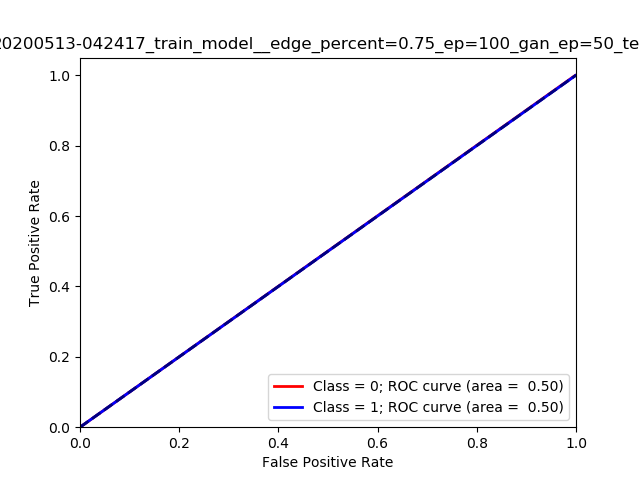 20200513-042417_train_model__edge_percent=0.75_ep=100_gan_ep=50_te
1.0
0.8
0.6
0.4
0.2
0.0
True Positive Rate
Class = 0; ROC curve (area =  0.50)
Class = 1; ROC curve (area =  0.50)
0.0 0.2 0.4 0.6 0.8 1.0
False Positive Rate